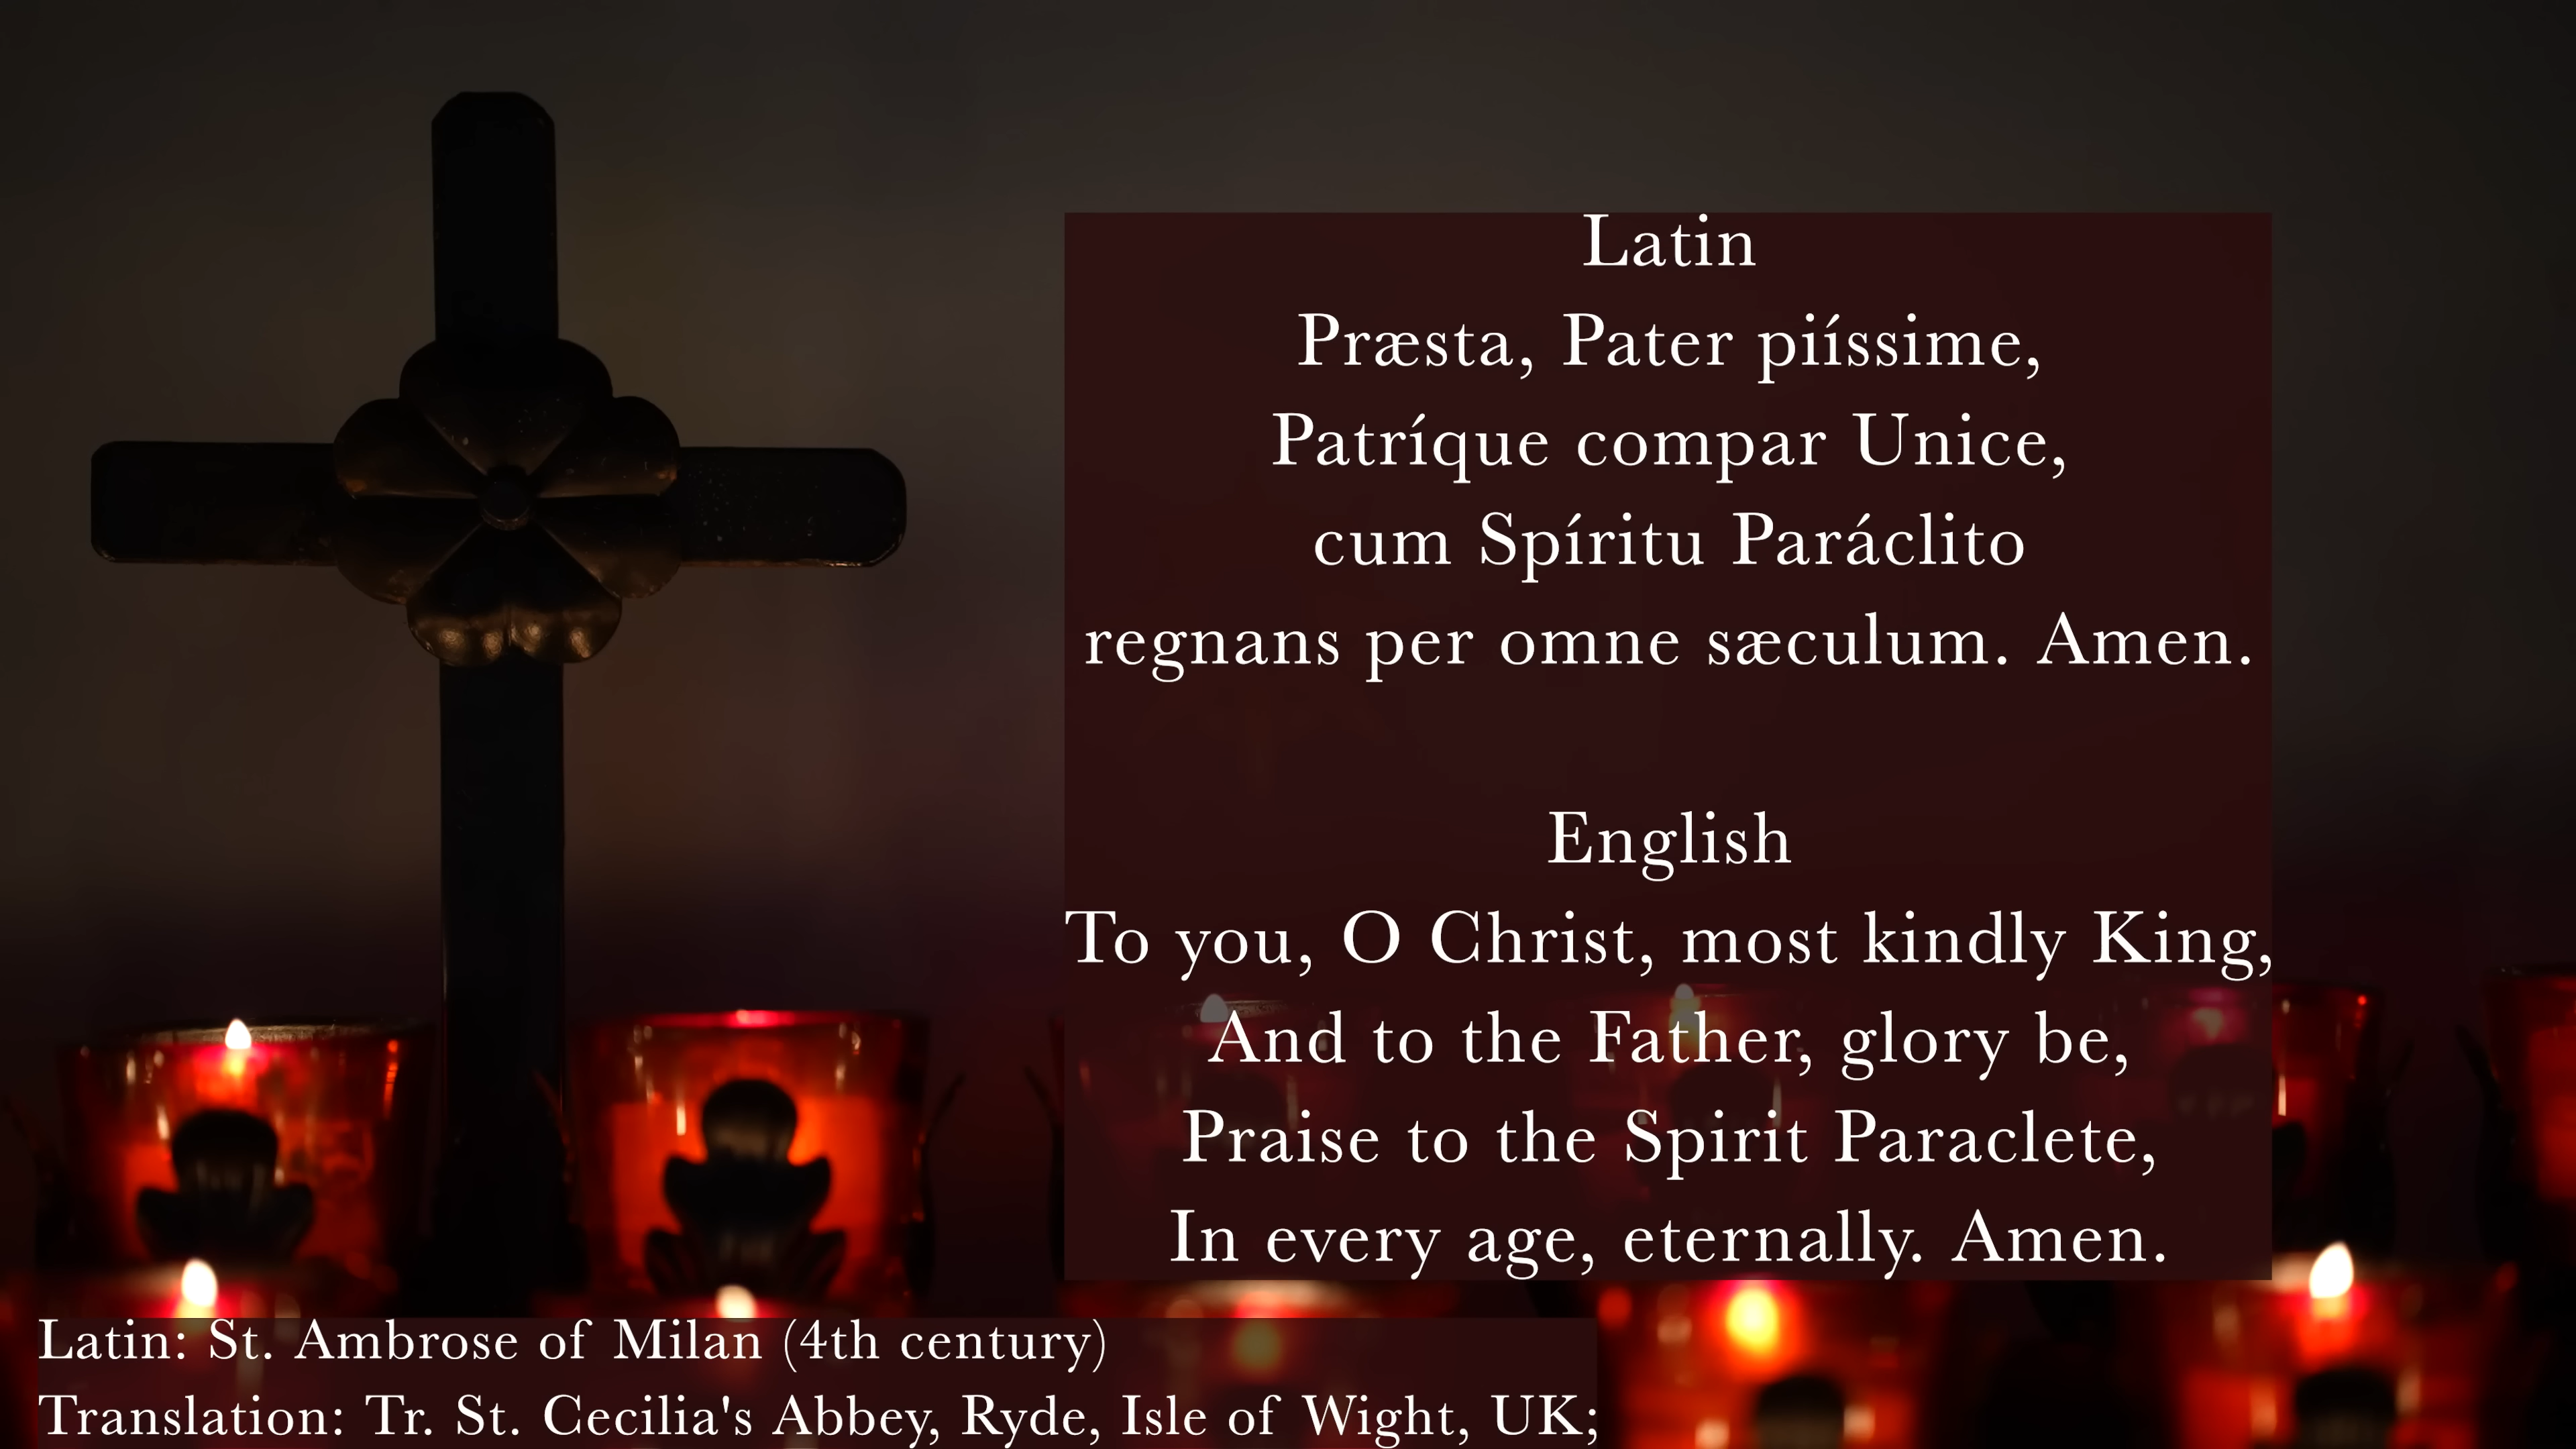 Latin
Præsta, Pater piíssime,
Patríque compar Unice,
cum Spíritu Paráclito
regnans per omne sæculum. Amen.
English
To you, O Christ, most kindly King,
And to the Father, glory be,
Praise to the Spirit Paraclete,
In every age, eternally. Amen.
Latin: St. Ambrose of Milan (4th century)
Translation: Tr. St. Cecilia's Abbey, Ryde, Isle of Wight, UK;